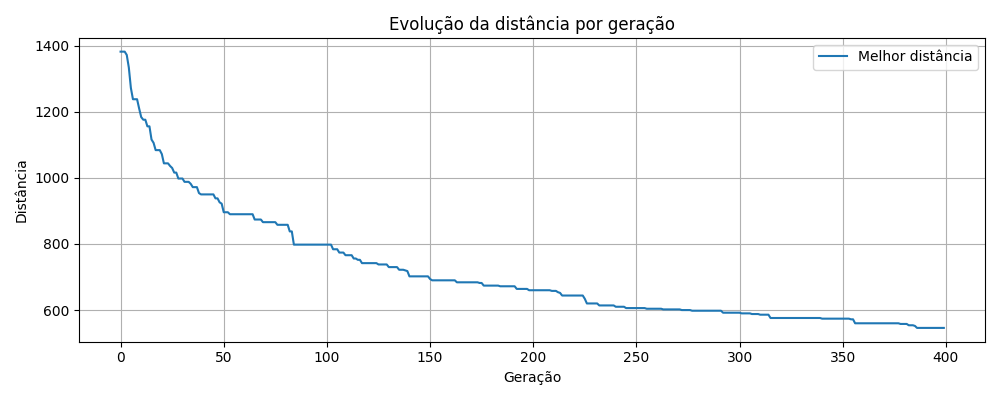 Evolução da distância por geração
Melhor distância
Distância
1400
1200
1000
800
600
0 50 100 150 200 250 300 350 400
Geração